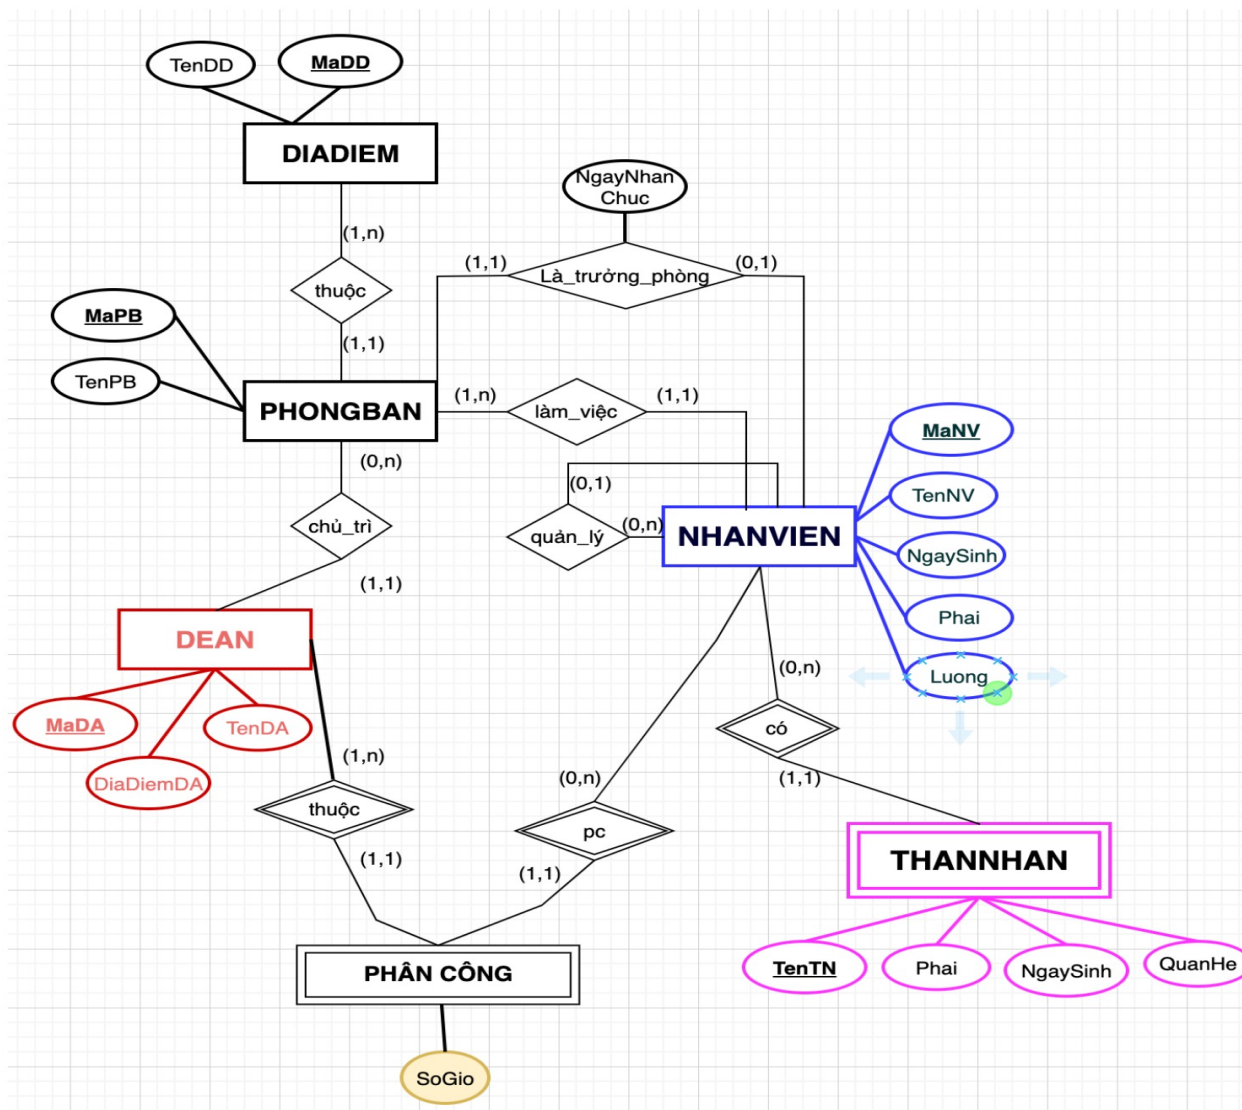 TenDD
MaDD
DIADIEM
NgayNhan
Chuc
(1,n)
(1,1)
Là_trưởng_phòng
(0,1)
thuộc
MaPB
(1,1)
TenPB
PHONGBAN
(1,n)
làm_việc
(1,1)
MaNV
(0,n)
(0,1)
TenNV
chủ_trì
quản_lý
(0,n)
NHANVIEN
NgaySinh
(1,1)
Phai
DEAN
(0,n)
Luong
MaDA
TenDA
có
DiaDiemDA
(1,n)
(0,n)
(1,1)
thuộc
pc
(1,1)
(1,1)
THANNHAN
PHÂN CÔNG
TenTN
Phai
NgaySinh
QuanHe
SoGio